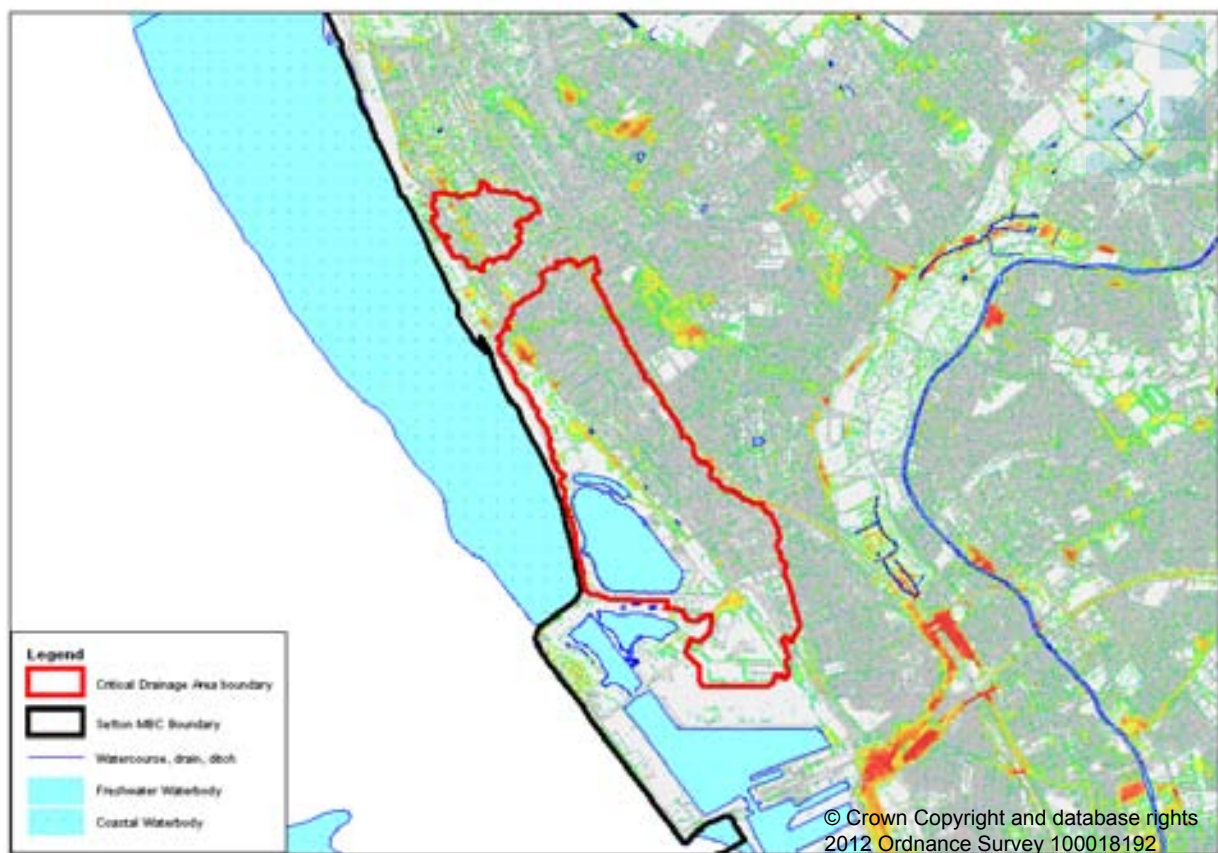 Legend
Critical Drainage Area boundary
Sefton MBC Boundary
Watercourse, drain, ditch
Freshwater Waterbody
Coastal Waterbody
© Crown Copyright and database rights
2012 Ordnance Survey 100018192